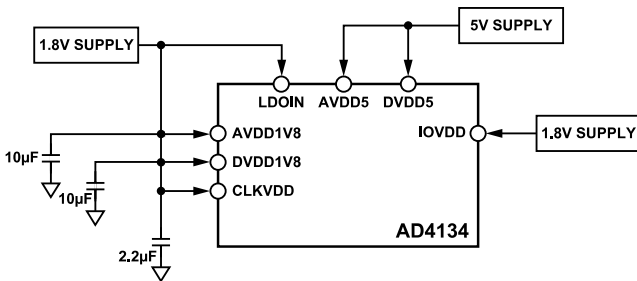 1.8V SUPPLY
5V SUPPLY
LDOIN AVDD5 DVDD5
AVDD1V8
IOVDD
1.8V SUPPLY
10µF
DVDD1V8
10µF
CLKVDD
AD4134
2.2µF